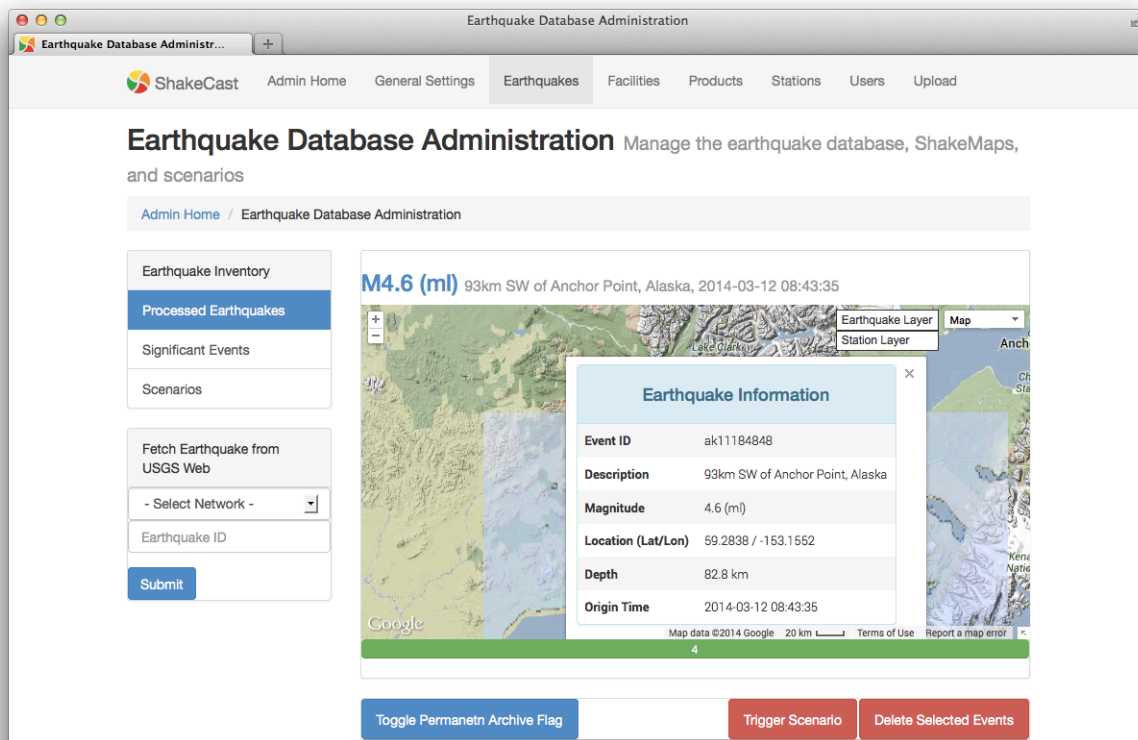 Earthquake Database Administration
Earthquake Database Administr...
+
ShakeCast Admin Home General Settings Earthquakes Facilities Products Stations Users Upload
Earthquake Database Administration Manage the earthquake database, ShakeMaps,
and scenarios
Admin Home / Earthquake Database Administration
Earthquake Inventory
Processed Earthquakes
Significant Events
Scenarios
Fetch Earthquake from
USGS Web
- Select Network -
Earthquake ID
Submit
M4.6 (ml) 93km SW of Anchor Point, Alaska, 2014-03-12 08:43:35
+
−
Earthquake Layer
Station Layer
Map
Lake Clark
Anch
Ch
Sta
Kena
Natio
×
Earthquake Information
Event ID ak11184848
Description 93km SW of Anchor Point, Alaska
Magnitude 4.6 (ml)
Location (Lat/Lon) 59.2838 / -153.1552
Depth 82.8 km
Origin Time 2014-03-12 08:43:35
Google
Map data ©2014 Google 20 km Terms of Use Report a map error
4
Toggle Permanetn Archive Flag
Trigger Scenario
Delete Selected Events